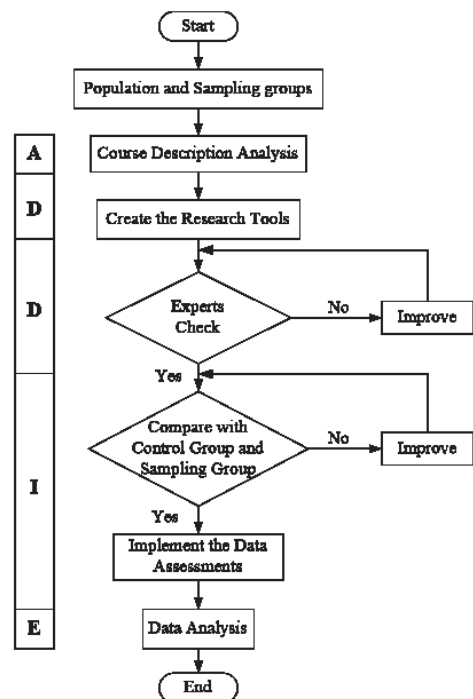 Start
Population and Sampling groups
A
Course Description Analysis
D
Create the Research Tools
D
Experts
Check
No
Improve
Yes
I
Compare with
Control Group and
Sampling Group
No
Improve
Yes
Implement the Data
Assessments
E
Data Analysis
End